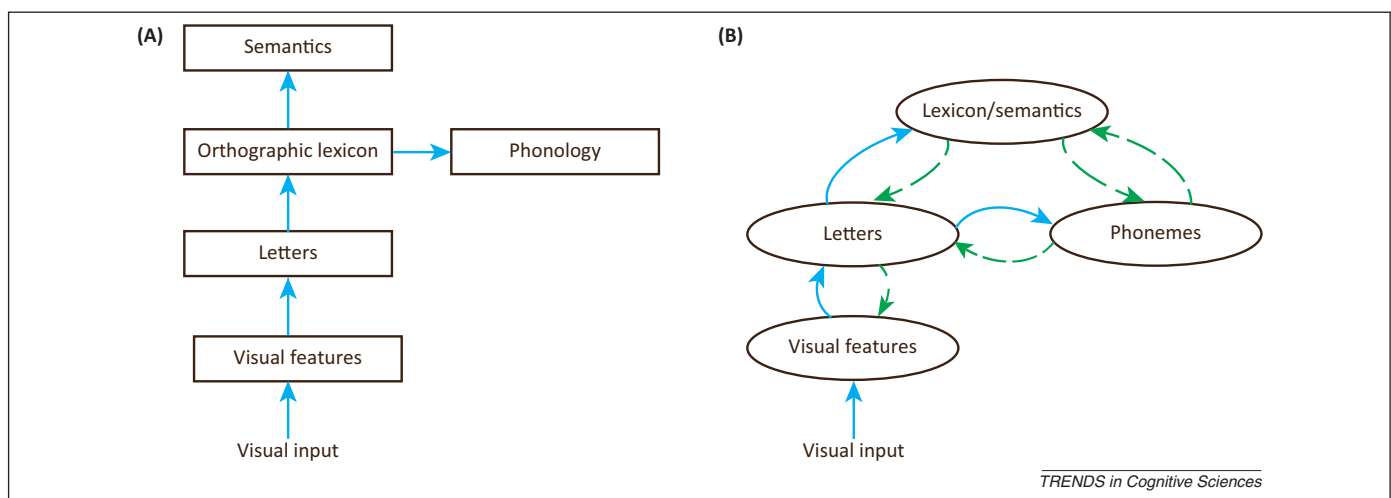 (A)
Semantics
Orthographic lexicon
Phonology
Letters
Visual features
Visual input
(B)
Lexicon/semantics
Letters
Phonemes
Visual features
Visual input
TRENDS in Cognitive Sciences